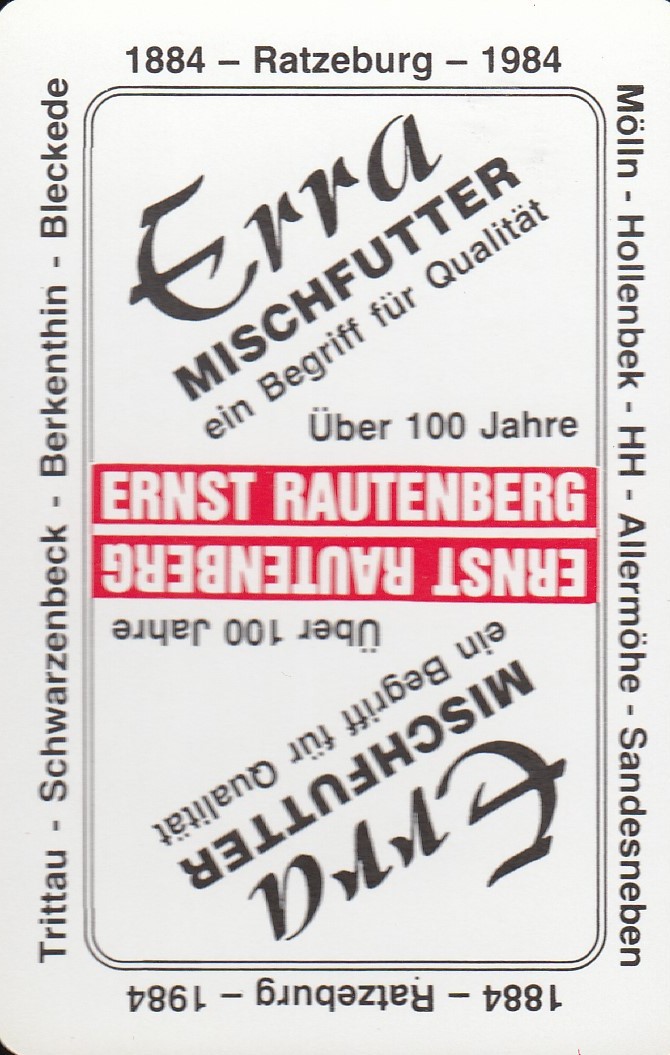 1884 – Ratzeburg – 1984
Trittau - Schwarzenbeck - Berkenthin - Bleckede
Mölln - Hollenbek - HH - Allermöhe - Sandesneben
Erra
MISCHFUTTER
ein Begriff für Qualität
Über 100 Jahre
ERNST RAUTENBERG
ERNST RAUTENBERG
Über 100 Jahre
ein Begriff für Qualität
MISCHFUTTER
Erra
1884 – Ratzeburg – 1984